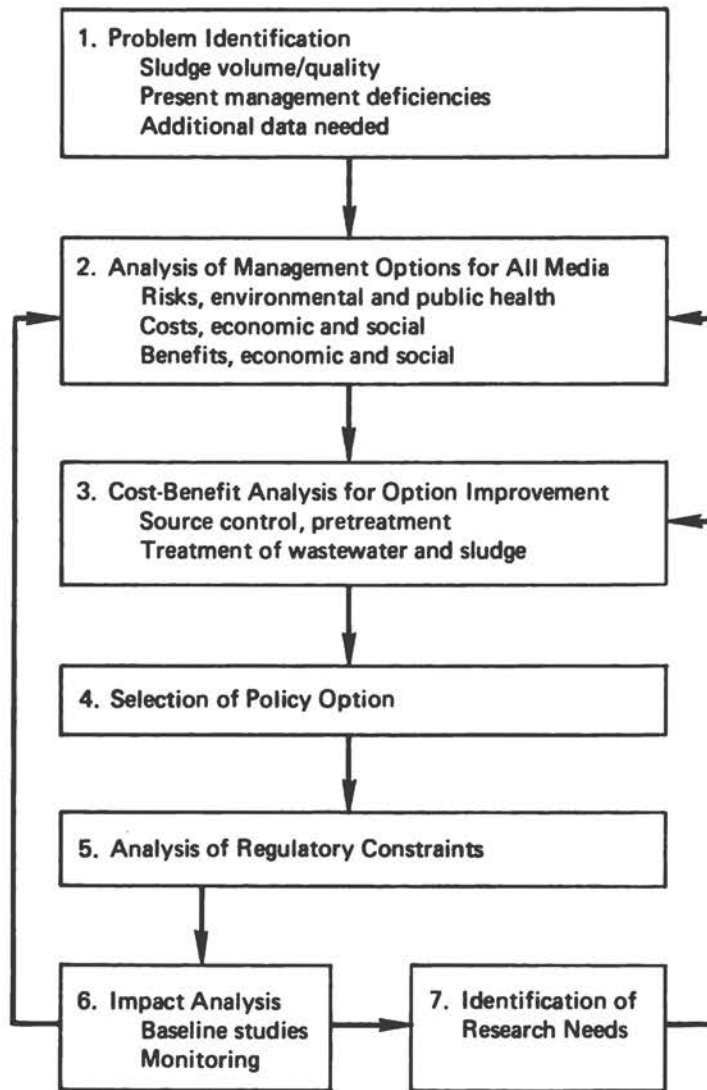 1. Problem Identification
Sludge volume/quality
Present management deficiencies
Additional data needed
2. Analysis of Management Options for All Media
Risks, environmental and public health
Costs, economic and social
Benefits, economic and social
3. Cost-Benefit Analysis for Option Improvement
Source control, pretreatment
Treatment of wastewater and sludge
4. Selection of Policy Option
5. Analysis of Regulatory Constraints
6. Impact Analysis
Baseline studies
Monitoring
7. Identification of
Research Needs